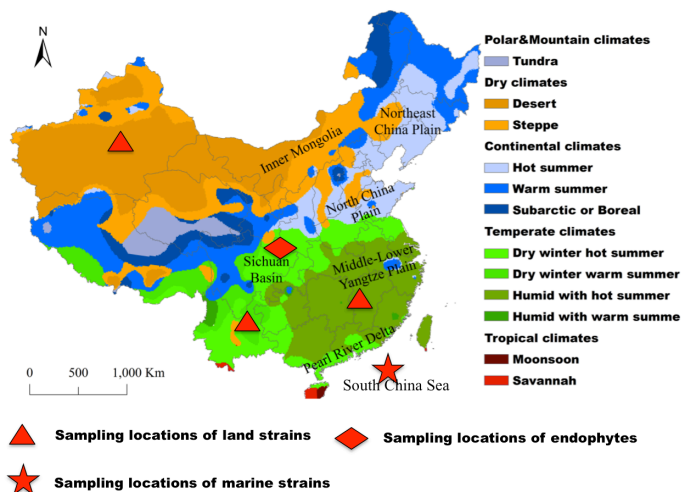 N
Polar&Mountain climates
Tundra
Dry climates
Desert
Steppe
Continental climates
Hot summer
Warm summer
Subarctic or Boreal
Temperate climates
Dry winter hot summer
Dry winter warm summer
Humid with hot summer
Humid with warm summe
Tropical climates
Moonsoon
Savannah
Northeast
China Plain
Inner Mongolia
North China
Plain
Sichuan
Basin
Middle-Lower
Yangtze Plain
Pearl River Delta
South China Sea
0 500 1,000 Km
Sampling locations of land strains
Sampling locations of endophytes
Sampling locations of marine strains